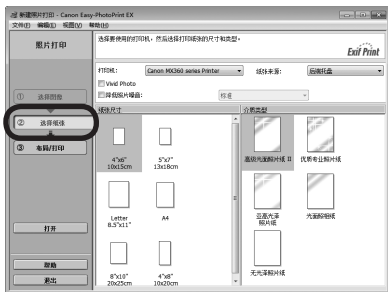 新建照片打印 - Canon Easy-PhotoPrint EX
文件(F) 编辑(E) 视图(V) 帮助(H)
照片打印
选择要使用的打印机，然后选择打印纸张的尺寸和类型。
Exif Print
打印机: Canon MX360 series Printer 纸张来源: 后端托盘
Vivid Photo
降低照片噪音: 标准
① 选择图像
② 选择纸张
③ 布局/打印
打开
帮助
退出
纸张尺寸
4"x6"
10x15cm
5"x7"
13x18cm
Letter
8.5"x11"
A4
8"x10"
20x25cm
4"x8"
10x20cm
介质类型
高级光面照片纸 II
优质专业照片纸
亚高光泽
照片纸
光面照相纸
无光泽照片纸